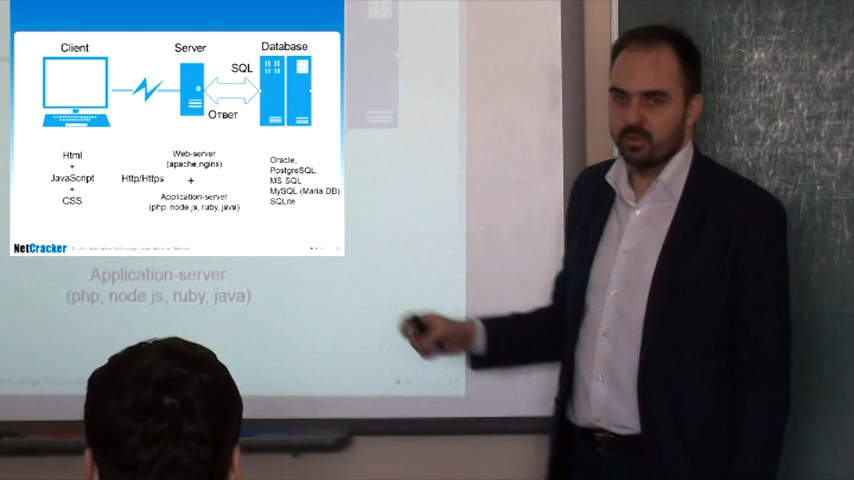 Client
Server
Database
SQL
Ответ
Html
+
JavaScript
+
CSS
Http/Https
Web-server
(apache,nginx)
+
Application-server
(php, node.js, ruby, java)
Oracle,
PostgreSQL,
MS SQL
MySQL (Maria DB)
SQLite
NetCracker
Application-server
(php, node.js, ruby, java)